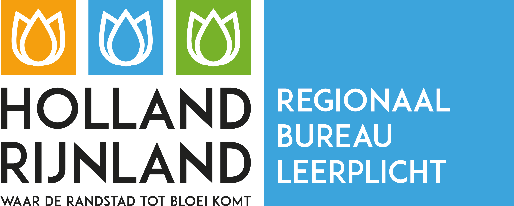 HOLLAND
RIJNLAND
WAAR DE RANDSTAD TOT BLOEI KOMT
REGIONAAL
BUREAU
LEERPLICHT